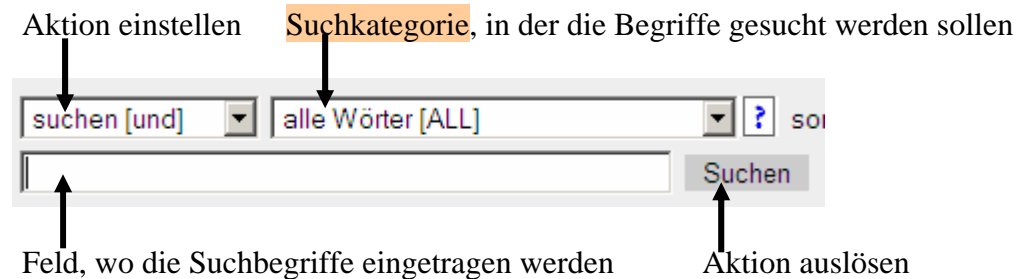 Aktion einstellen Suchkategorie, in der die Begriffe gesucht werden sollen
suchen [und] alle Wörter [ALL] ? sor
Suchen
Feld, wo die Suchbegriffe eingetragen werden Aktion auslösen